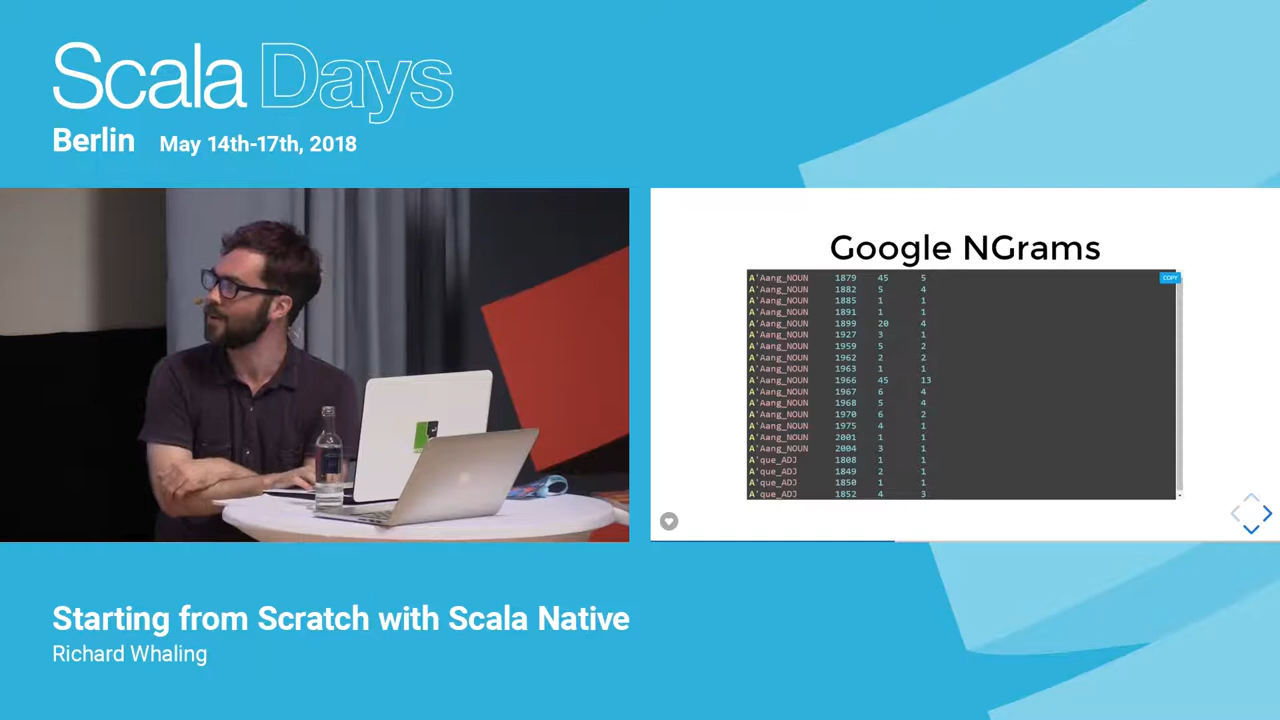 Scala Days
Berlin May 14th-17th, 2018
Google NGrams
COPY
A'Aang_NOUN 1879 45 5
A'Aang_NOUN 1882 5 4
A'Aang_NOUN 1885 1 1
A'Aang_NOUN 1891 1 1
A'Aang_NOUN 1899 20 4
A'Aang_NOUN 1927 3 1
A'Aang_NOUN 1959 5 2
A'Aang_NOUN 1962 2 2
A'Aang_NOUN 1963 1 1
A'Aang_NOUN 1966 45 13
A'Aang_NOUN 1967 6 4
A'Aang_NOUN 1968 5 4
A'Aang_NOUN 1970 6 2
A'Aang_NOUN 1975 4 1
A'Aang_NOUN 2001 1 1
A'Aang_NOUN 2004 3 1
A'que_ADJ 1808 1 1
A'que_ADJ 1849 2 1
A'que_ADJ 1850 1 1
A'que_ADJ 1852 4 3
Starting from Scratch with Scala Native
Richard Whaling